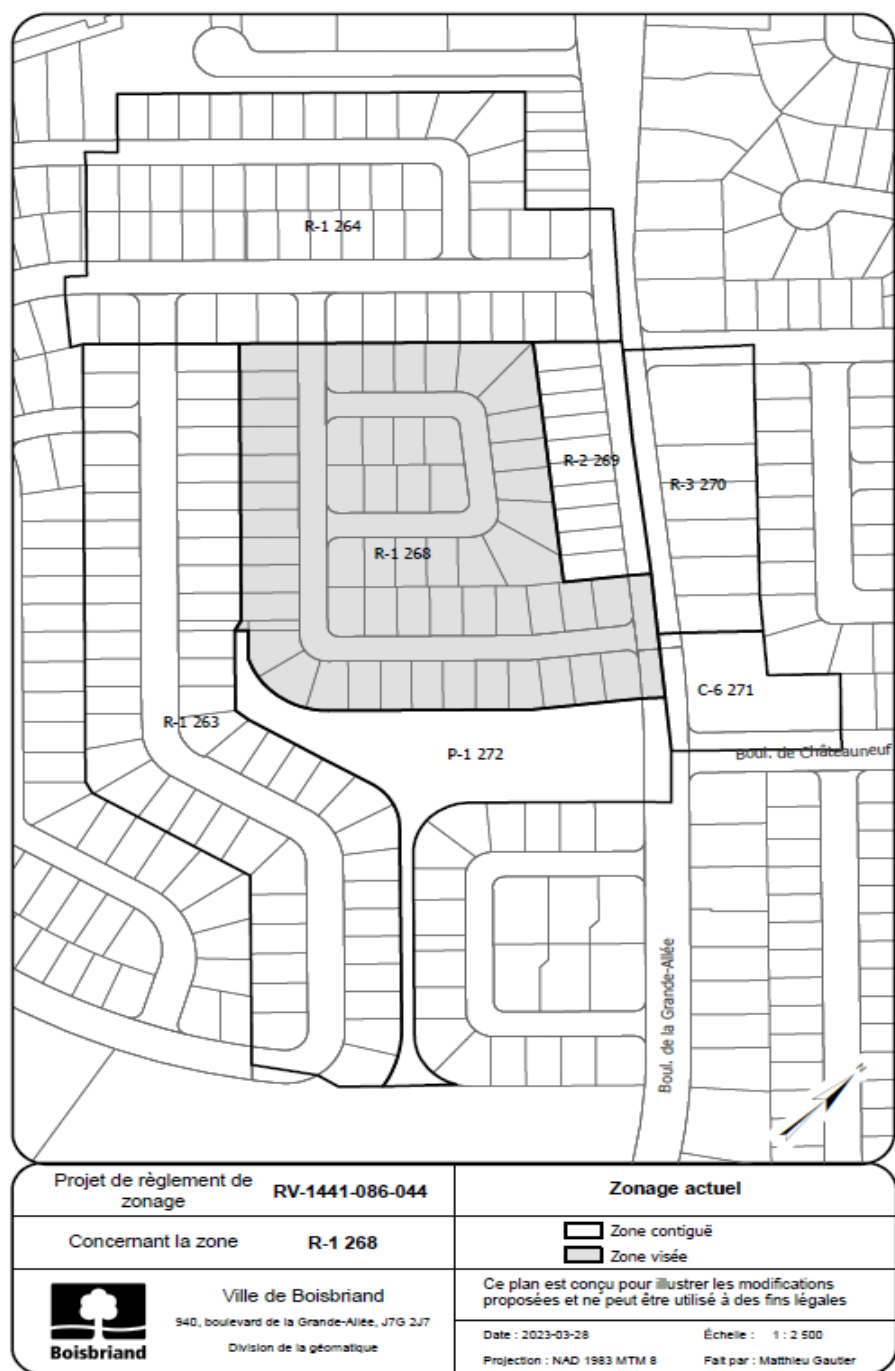 R-1 264
R-2 269
R-3 270
R-1 268
C-6 271
R-1 263
P-1 272
Boul. de Châteauneuf
Boul. de la Grande-Allée
N
Projet de règlement de zonage
RV-1441-086-044
Concernant la zone
R-1 268
Boisbriand
Ville de Boisbriand
940, boulevard de la Grande-Allée, J7G 2J7
Division de la géomatique
Zonage actuel
Zone contiguë
Zone visée
Ce plan est conçu pour illustrer les modifications
proposées et ne peut être utilisé à des fins légales
Date : 2023-03-28
Échelle : 1 : 2 500
Projection : NAD 1983 MTM 8
Fait par : Matthieu Gautier